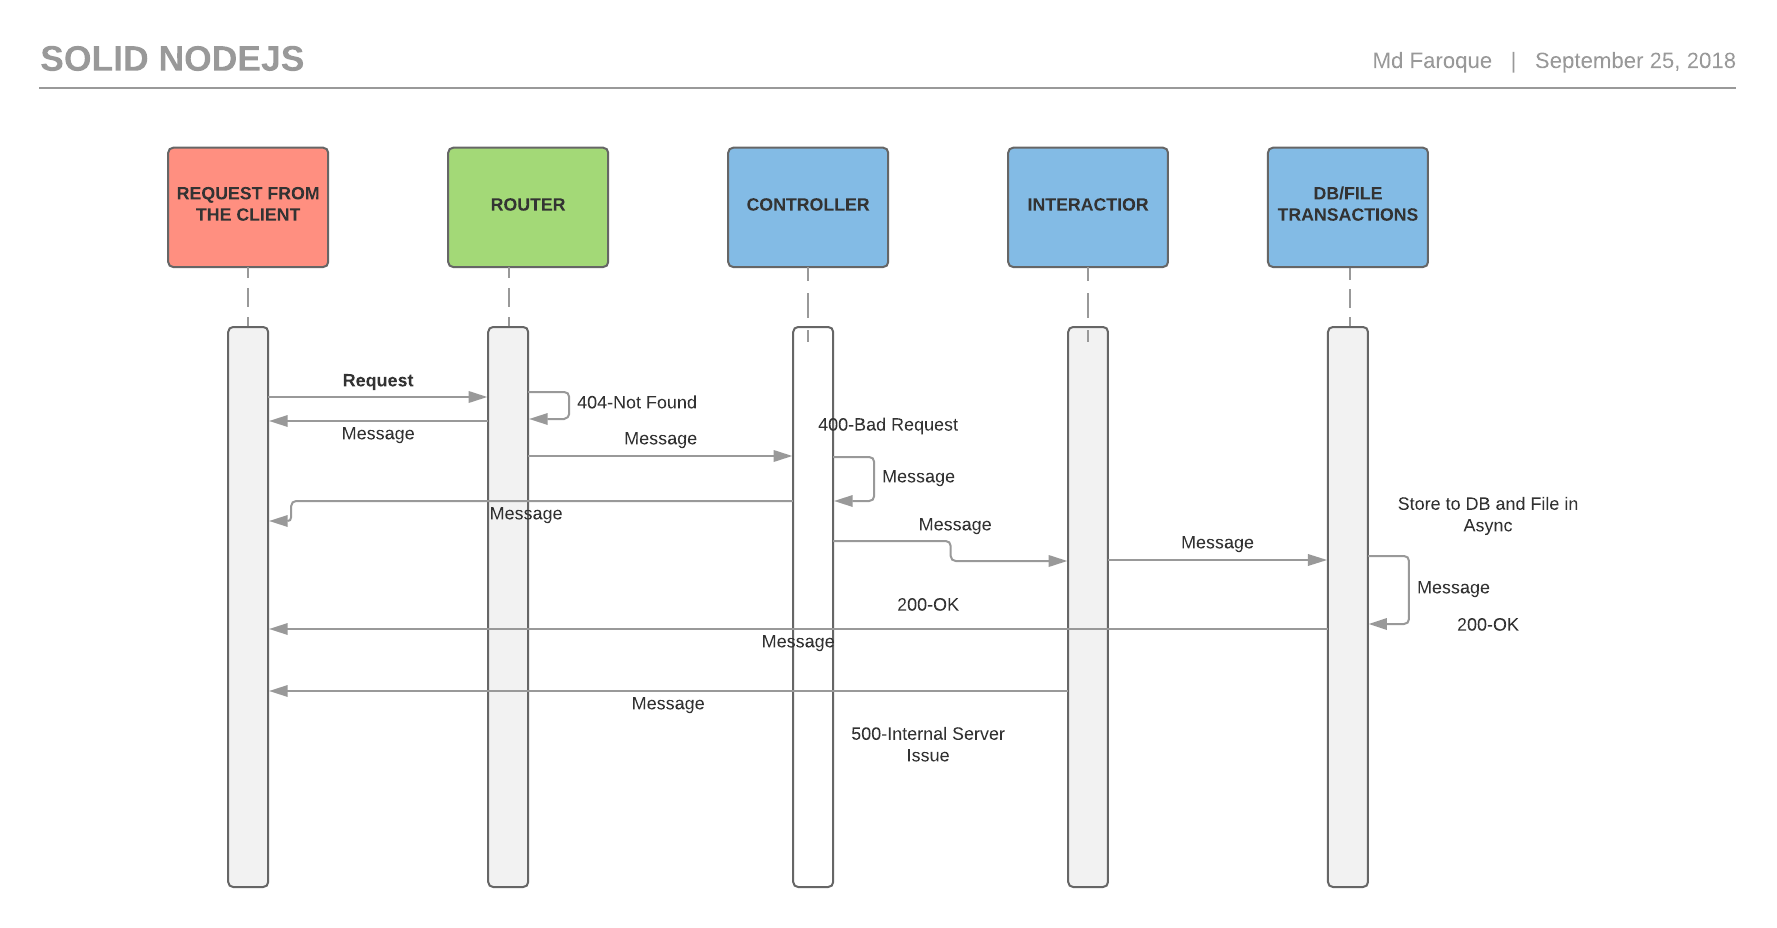 SOLID NODEJS
Md Faroque | September 25, 2018
REQUEST FROM
THE CLIENT
ROUTER
CONTROLLER
INTERACTIOR
DB/FILE
TRANSACTIONS
Request
404-Not Found
Message
Message
400-Bad Request
Message
Message
Message
Message
Store to DB and File in
Async
Message
200-OK
Message
200-OK
Message
500-Internal Server
Issue